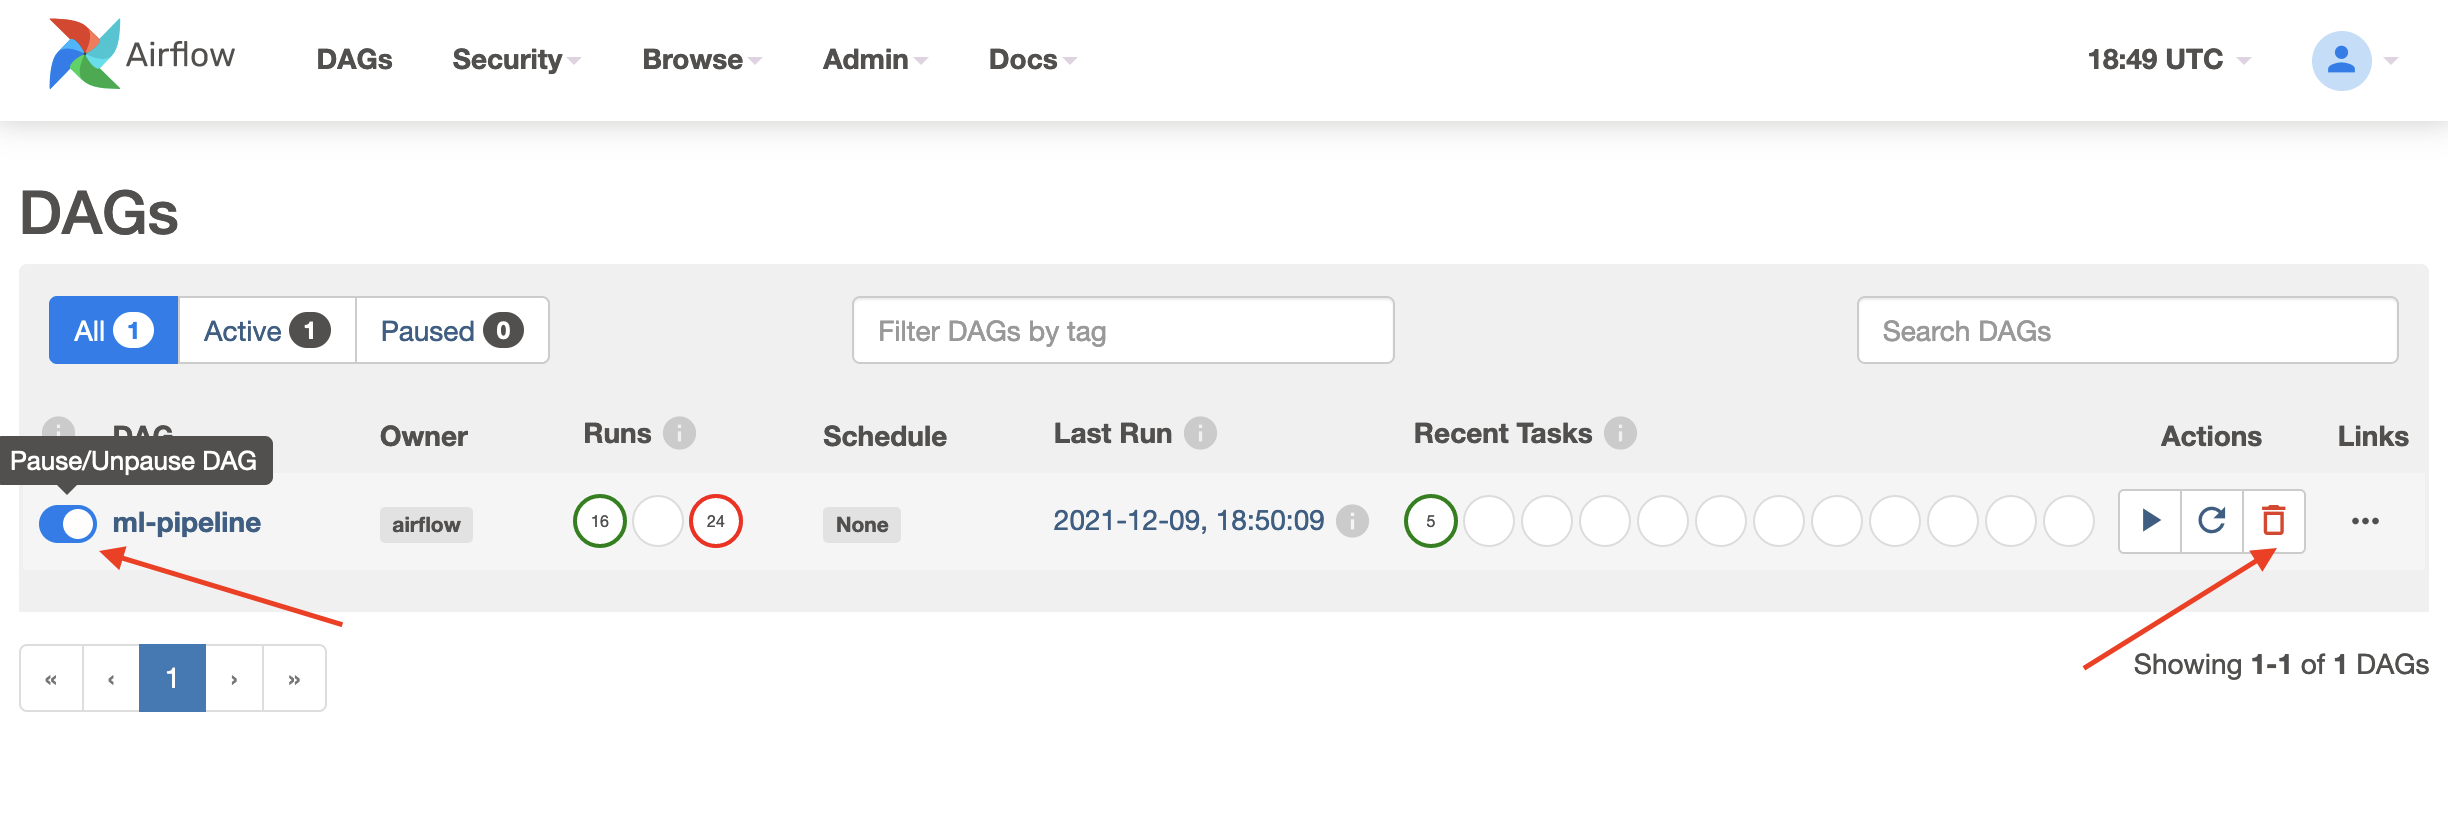 Airflow DAGs Security Browse Admin Docs 18:49 UTC
DAGs
All 1 Active 1 Paused 0 Filter DAGs by tag Search DAGs
DAG Owner Runs i Schedule Last Run i Recent Tasks i Actions Links
Pause/Unpause DAG
ml-pipeline airflow 16 24 None 2021-12-09, 18:50:09 i 5
« ‹ 1 › » Showing 1-1 of 1 DAGs